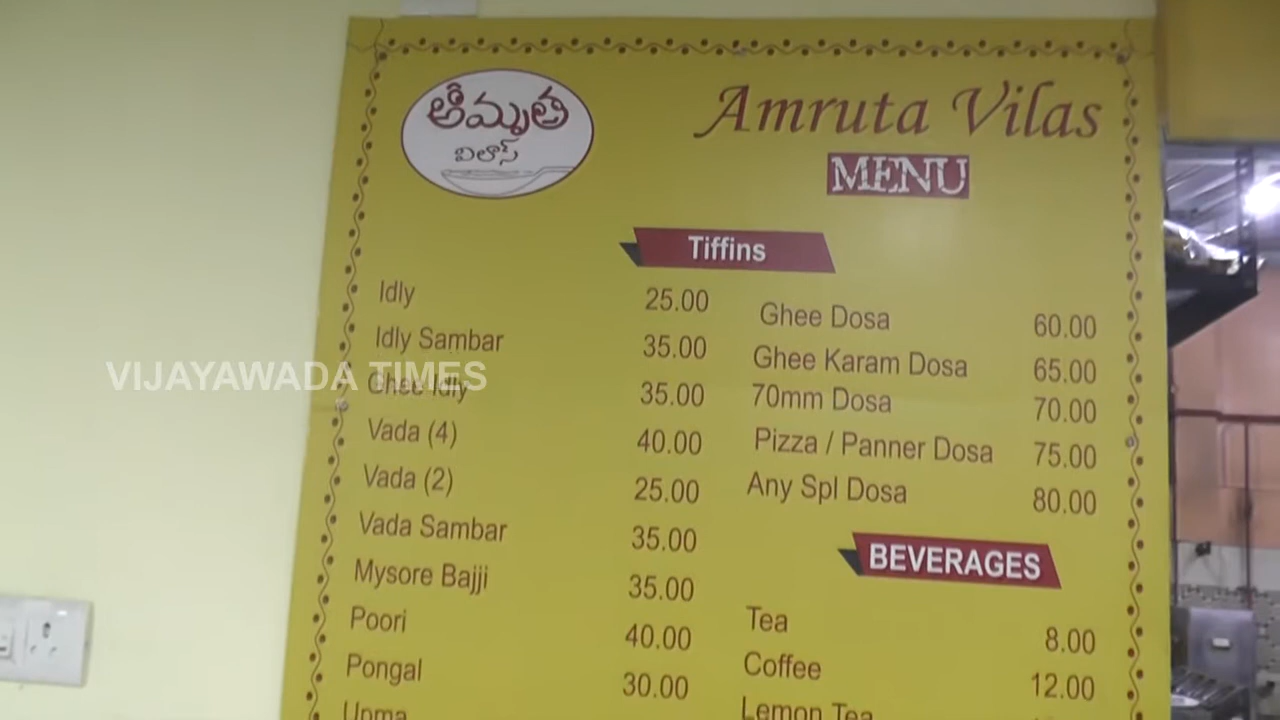 అమృత
విలాస్
Amruta Vilas
MENU
Tiffins
Idly 25.00
Idly Sambar 35.00
Ghee Idly 35.00
Vada (4) 40.00
Vada (2) 25.00
Vada Sambar 35.00
Mysore Bajji 35.00
Poori 40.00
Pongal 30.00
Upma
Ghee Dosa 60.00
Ghee Karam Dosa 65.00
70mm Dosa 70.00
Pizza / Panner Dosa 75.00
Any Spl Dosa 80.00
BEVERAGES
Tea 8.00
Coffee 12.00
Lemon Tea
VIJAYAWADA TIMES